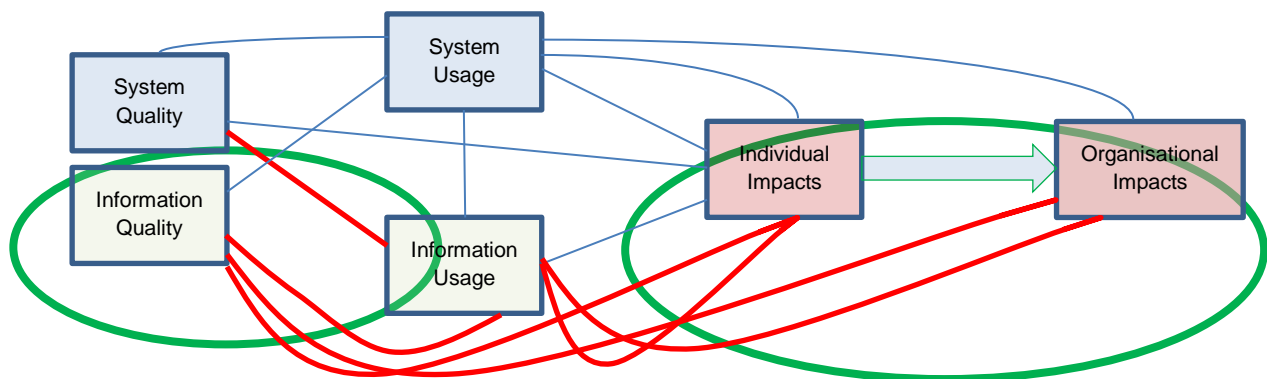 System
Usage
System
Quality
Individual
Impacts
Organisational
Impacts
Information
Quality
Information
Usage